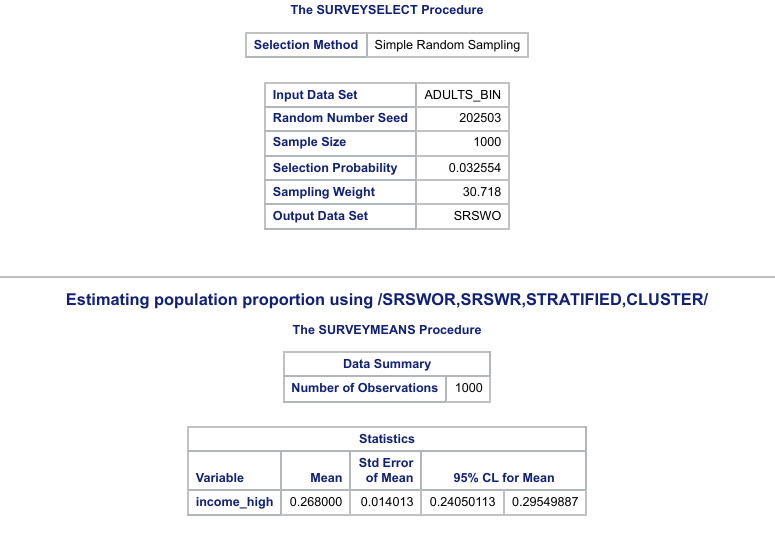 The SURVEYSELECT Procedure
Selection Method Simple Random Sampling
Input Data Set ADULTS_BIN
Random Number Seed 202503
Sample Size 1000
Selection Probability 0.032554
Sampling Weight 30.718
Output Data Set SRSWO
Estimating population proportion using /SRSWOR,SRSWR,STRATIFIED,CLUSTER/
The SURVEYMEANS Procedure
Data Summary
Number of Observations 1000
Statistics
Variable Mean Std Error of Mean 95% CL for Mean
income_high 0.268000 0.014013 0.24050113 0.29549887